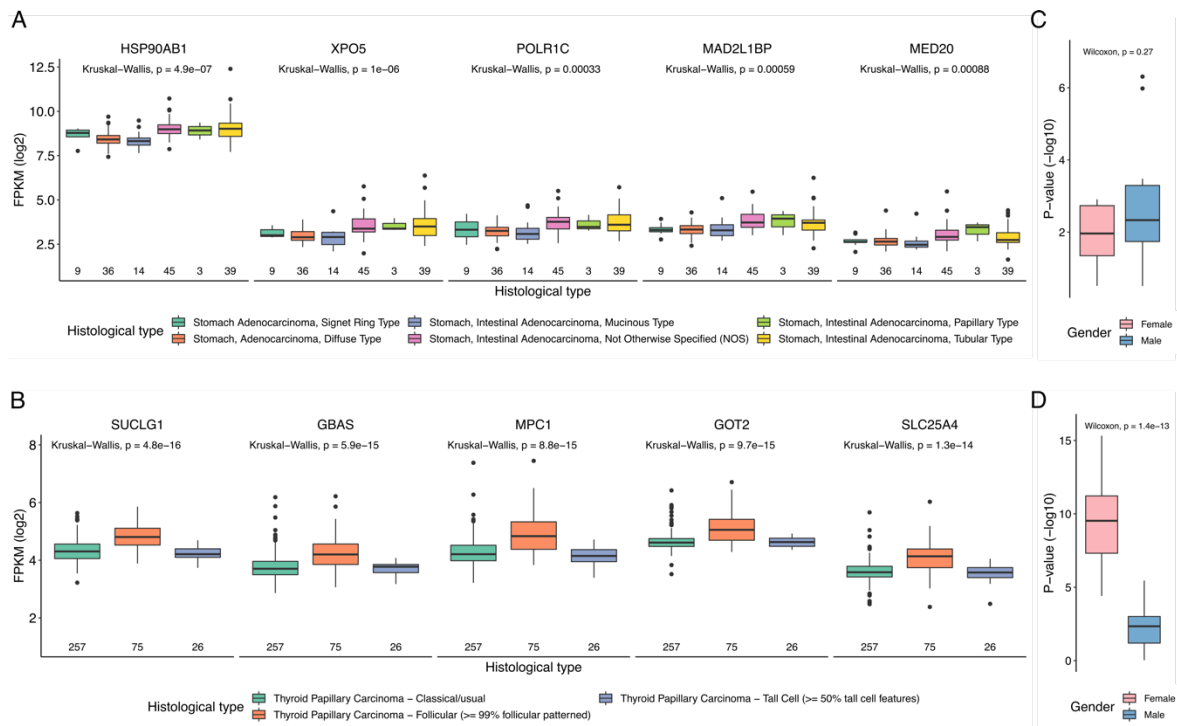 A
HSP90AB1
XPO5
POLR1C
MAD2L1BP
MED20
Kruskal−Wallis, p = 4.9e−07
Kruskal−Wallis, p = 1e−06
Kruskal−Wallis, p = 0.00033
Kruskal−Wallis, p = 0.00059
Kruskal−Wallis, p = 0.00088
FPKM (log2)
12.5
10.0
7.5
5.0
2.5
9 36 14 45 3 39
9 36 14 45 3 39
9 36 14 45 3 39
9 36 14 45 3 39
9 36 14 45 3 39
Histological type
Histological type
Stomach Adenocarcinoma, Signet Ring Type
Stomach, Adenocarcinoma, Diffuse Type
Stomach, Intestinal Adenocarcinoma, Mucinous Type
Stomach, Intestinal Adenocarcinoma, Not Otherwise Specified (NOS)
Stomach, Intestinal Adenocarcinoma, Papillary Type
Stomach, Intestinal Adenocarcinoma, Tubular Type
C
Wilcoxon, p = 0.27
P−value (−log10)
6
4
2
Gender
Female
Male
B
SUCLG1
GBAS
MPC1
GOT2
SLC25A4
Kruskal−Wallis, p = 4.8e−16
Kruskal−Wallis, p = 5.9e−15
Kruskal−Wallis, p = 8.8e−15
Kruskal−Wallis, p = 9.7e−15
Kruskal−Wallis, p = 1.3e−14
FPKM (log2)
8
6
4
2
257 75 26
257 75 26
257 75 26
257 75 26
257 75 26
Histological type
Histological type
Thyroid Papillary Carcinoma − Classical/usual
Thyroid Papillary Carcinoma − Follicular (>= 99% follicular patterned)
Thyroid Papillary Carcinoma − Tall Cell (>= 50% tall cell features)
D
Wilcoxon, p = 1.4e−13
P−value (−log10)
15
10
5
0
Gender
Female
Male